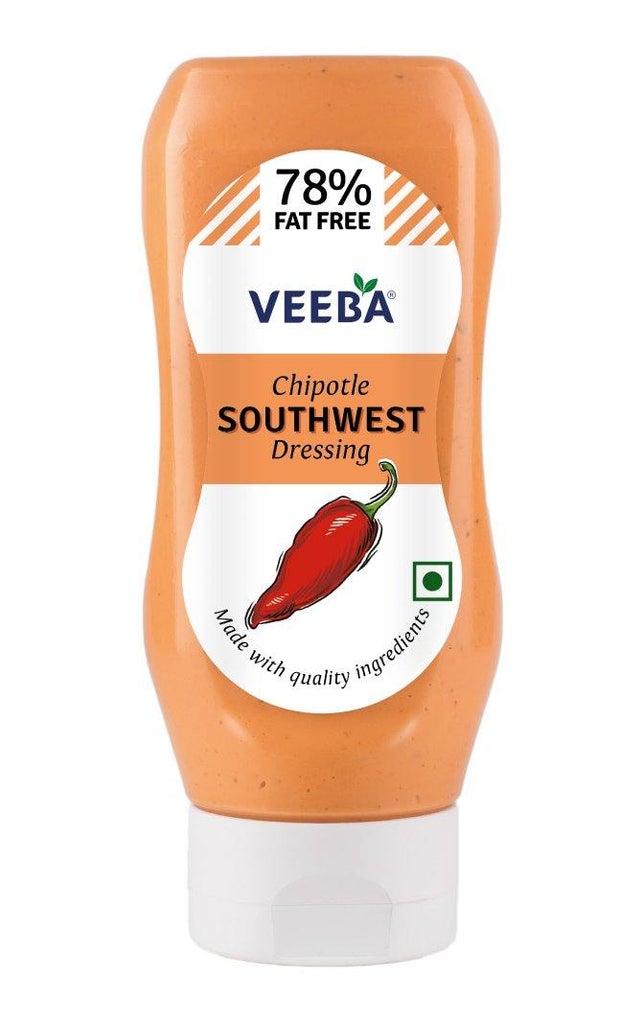 78%
FAT FREE
VEEBA®
Chipotle
SOUTHWEST
Dressing
Made with quality ingredients